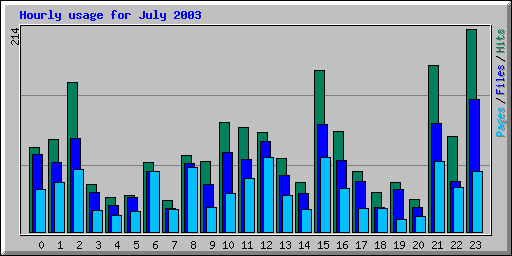 Hourly usage for July 2003
214
Pages / Files / Hits
0 1 2 3 4 5 6 7 8 9 10 11 12 13 14 15 16 17 18 19 20 21 22 23